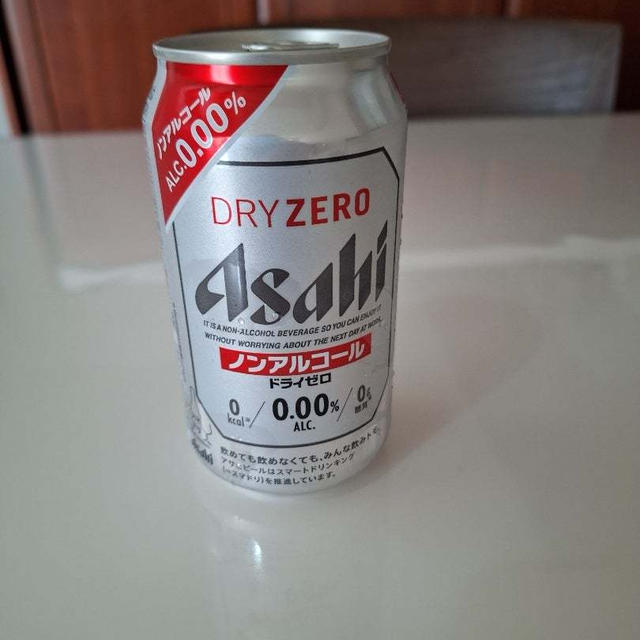 ノンアルコール
ALC.0.00%
DRY ZERO
Asahi
IT IS A NON-ALCOHOL BEVERAGE SO YOU CAN ENJOY IT
WITHOUT WORRYING ABOUT THE NEXT DAY AT WORK.
ノンアルコール
ドライゼロ
0 kcal※ / 0.00% ALC. / 0g 糖質
飲めても飲めなくても、みんな飲みトモ。
アサヒビールはスマートドリンキング
(=スマドリ)を推進しています。
Asahi